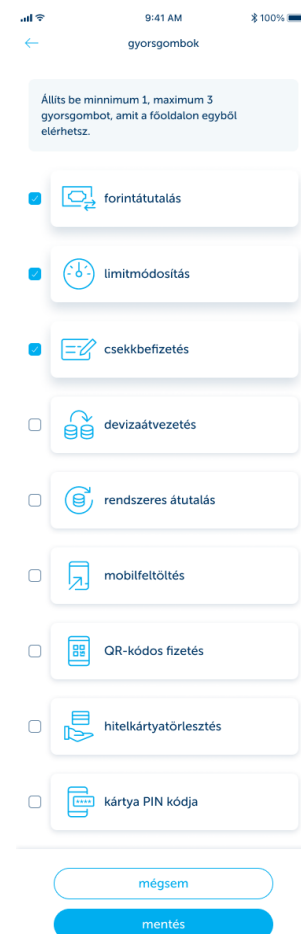 9:41 AM 100%
gyorsgombok
Állíts be minnimum 1, maximum 3
gyorsgombot, amit a főoldalon egyből
elérhetsz.
forintátutalás
limitmódosítás
csekkbefizetés
devizaátvezetés
rendszeres átutalás
mobilfeltöltés
QR-kódos fizetés
hitelkártyatörlesztés
kártya PIN kódja
mégsem
mentés